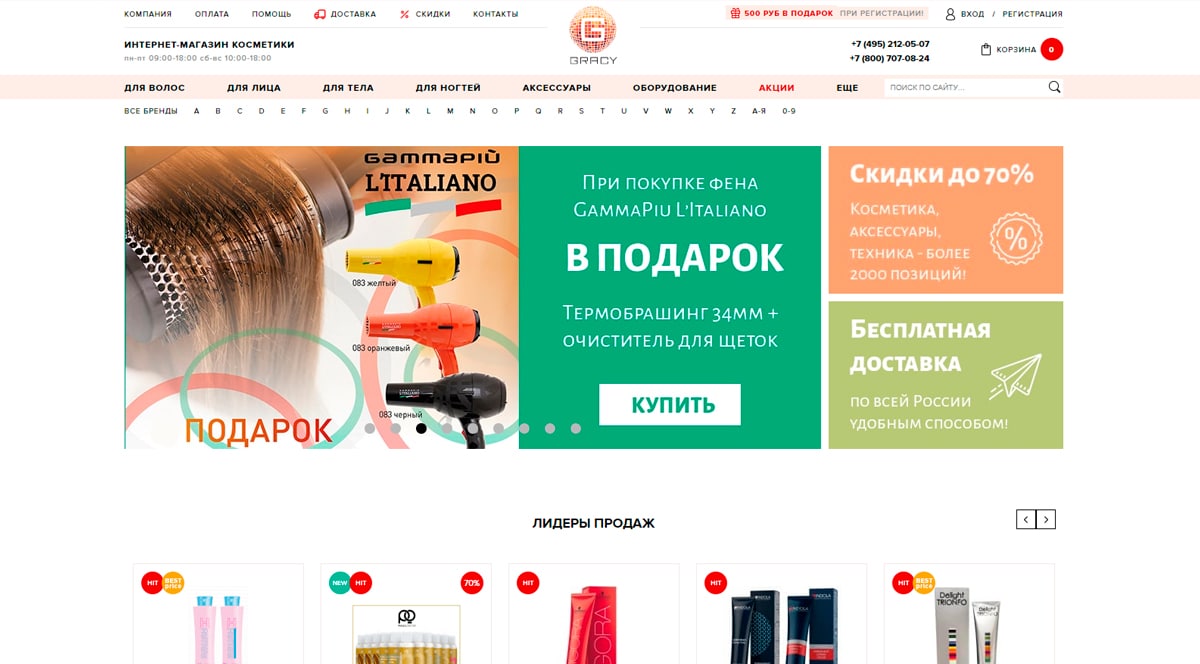 КОМПАНИЯ ОПЛАТА ПОМОЩЬ ДОСТАВКА СКИДКИ КОНТАКТЫ
500 РУБ В ПОДАРОК ПРИ РЕГИСТРАЦИИ! ВХОД / РЕГИСТРАЦИЯ
ИНТЕРНЕТ-МАГАЗИН КОСМЕТИКИ
пн-пт 09:00-18:00 сб-вс 10:00-18:00
GRACY
+7 (495) 212-05-07
+7 (800) 707-08-24
КОРЗИНА 0
ДЛЯ ВОЛОС ДЛЯ ЛИЦА ДЛЯ ТЕЛА ДЛЯ НОГТЕЙ АКСЕССУАРЫ ОБОРУДОВАНИЕ АКЦИИ ЕЩЕ ПОИСК ПО САЙТУ...
ВСЕ БРЕНДЫ A B C D E F G H I J K L M N O P Q R S T U V W X Y Z А-Я 0-9
GAMMAPIÙ
L'ITALIANO
083 желтый
083 оранжевый
083 черный
ПОДАРОК
При покупке фена
GammaPiu L'Italiano
В ПОДАРОК
Термобрашинг 34мм +
очиститель для щеток
КУПИТЬ
Скидки до 70%
Косметика,
аксессуары,
техника - более
2000 позиций!
%
Бесплатная
доставка
по всей России
удобным способом!
ЛИДЕРЫ ПРОДАЖ
HIT BEST price
NEW HIT 70%
HIT
HIT
HIT BEST price
IGORA
INDOLA
INDOLA
Delight
TRIONFO
Delight